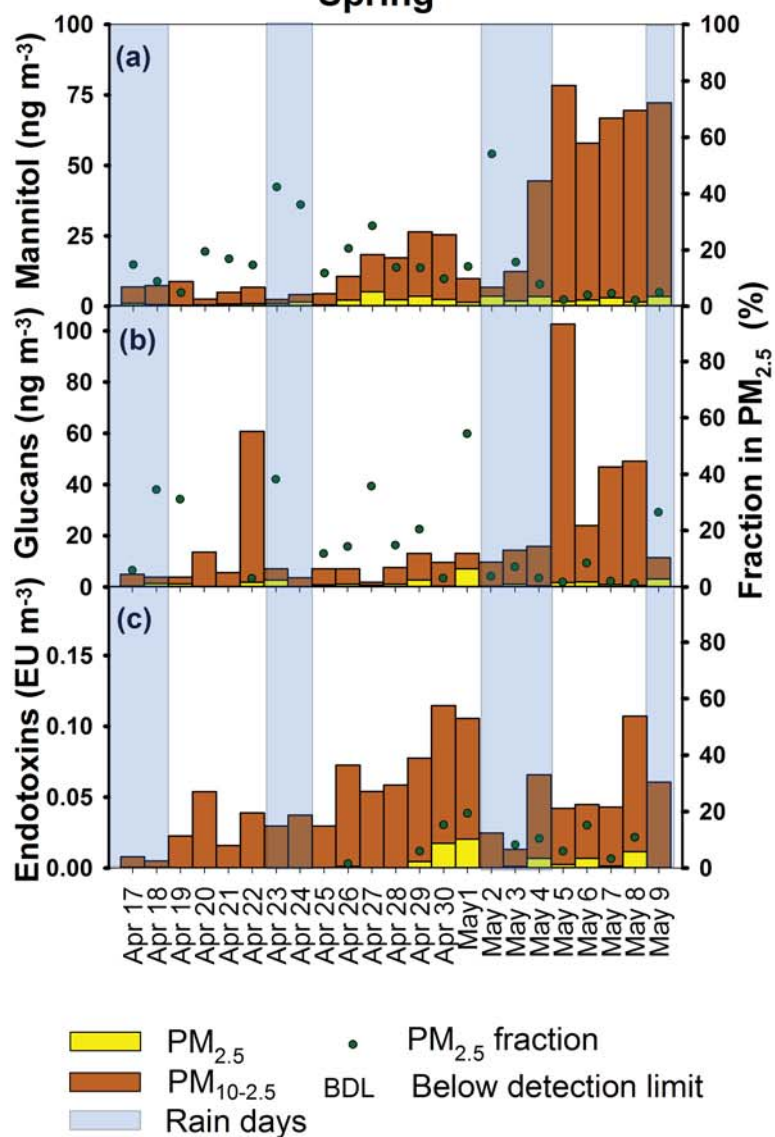 Spring
(a)
Mannitol (ng m-3)
100
75
50
25
0
100
80
60
40
20
0
(b)
Glucans (ng m-3)
100
80
60
40
20
0
80
60
40
20
0
Fraction in PM2.5 (%)
(c)
Endotoxins (EU m-3)
0.15
0.10
0.05
0.00
80
60
40
20
0
Apr 17
Apr 18
Apr 19
Apr 20
Apr 21
Apr 22
Apr 23
Apr 24
Apr 25
Apr 26
Apr 27
Apr 28
Apr 29
Apr 30
May1
May 2
May 3
May 4
May 5
May 6
May 7
May 8
May 9
PM2.5
PM2.5 fraction
PM10-2.5
BDL Below detection limit
Rain days